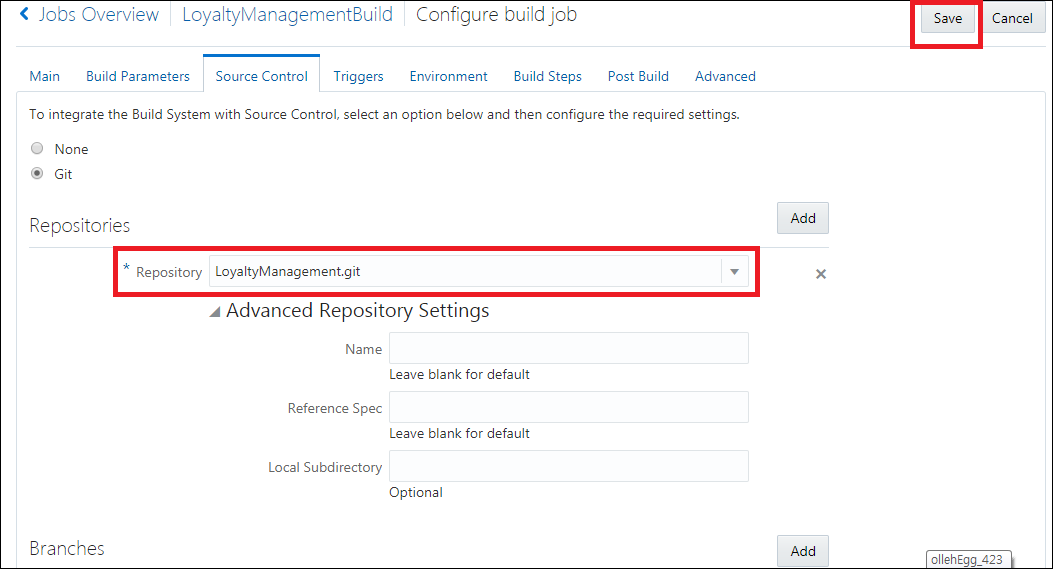 Jobs Overview LoyaltyManagementBuild Configure build job Save Cancel
Main Build Parameters Source Control Triggers Environment Build Steps Post Build Advanced
To integrate the Build System with Source Control, select an option below and then configure the required settings.
None
Git
Repositories Add
* Repository LoyaltyManagement.git
Advanced Repository Settings
Name
Leave blank for default
Reference Spec
Leave blank for default
Local Subdirectory
Optional
Branches Add
ollehEgg_423